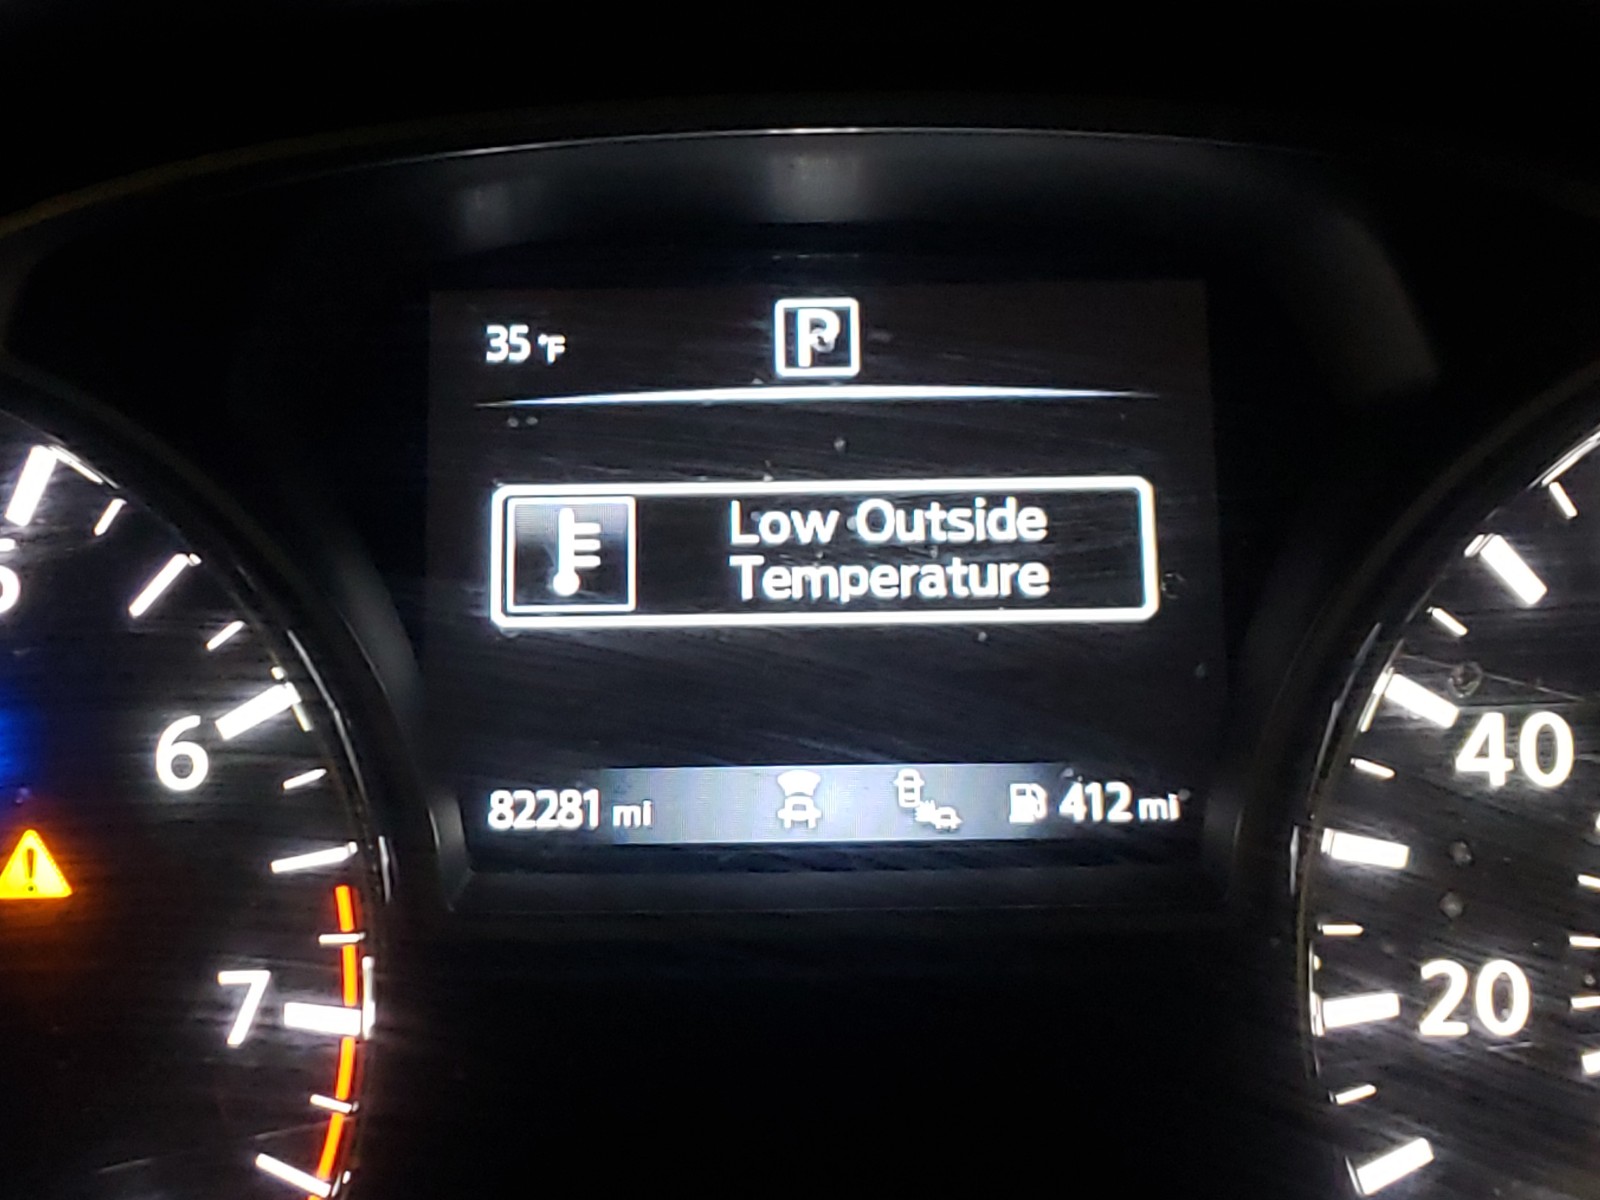 35 °F
P
Low Outside
Temperature
82281 mi
412 mi
6
7
40
20